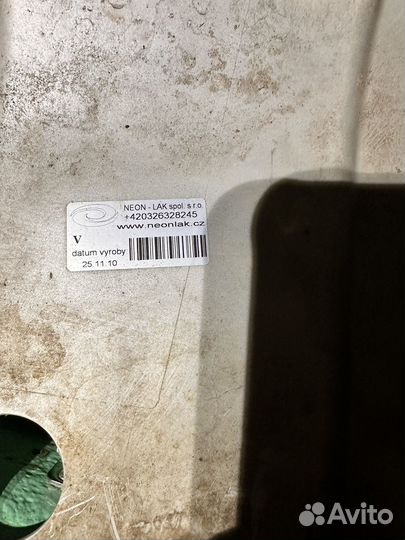 NEON - LAK spol. s r.o.
+420326328245
www.neonlak.cz
V
datum vyroby
25.11.10
Avito